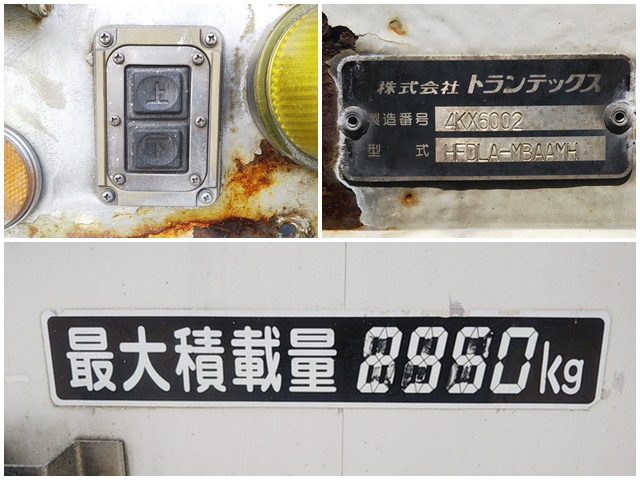 上
下
株式会社 トランテックス
製造番号 4KX6002
型 式 HFDLA-MBAAMH
最大積載量 8860kg